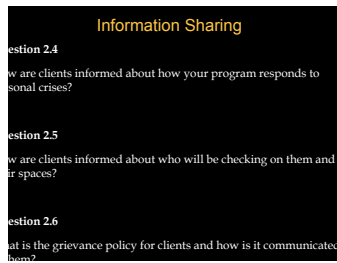 Information Sharing
estion 2.4
w are clients informed about how your program responds to
sonal crises?
estion 2.5
w are clients informed about who will be checking on them and
ir spaces?
estion 2.6
at is the grievance policy for clients and how is it communicated
hem?